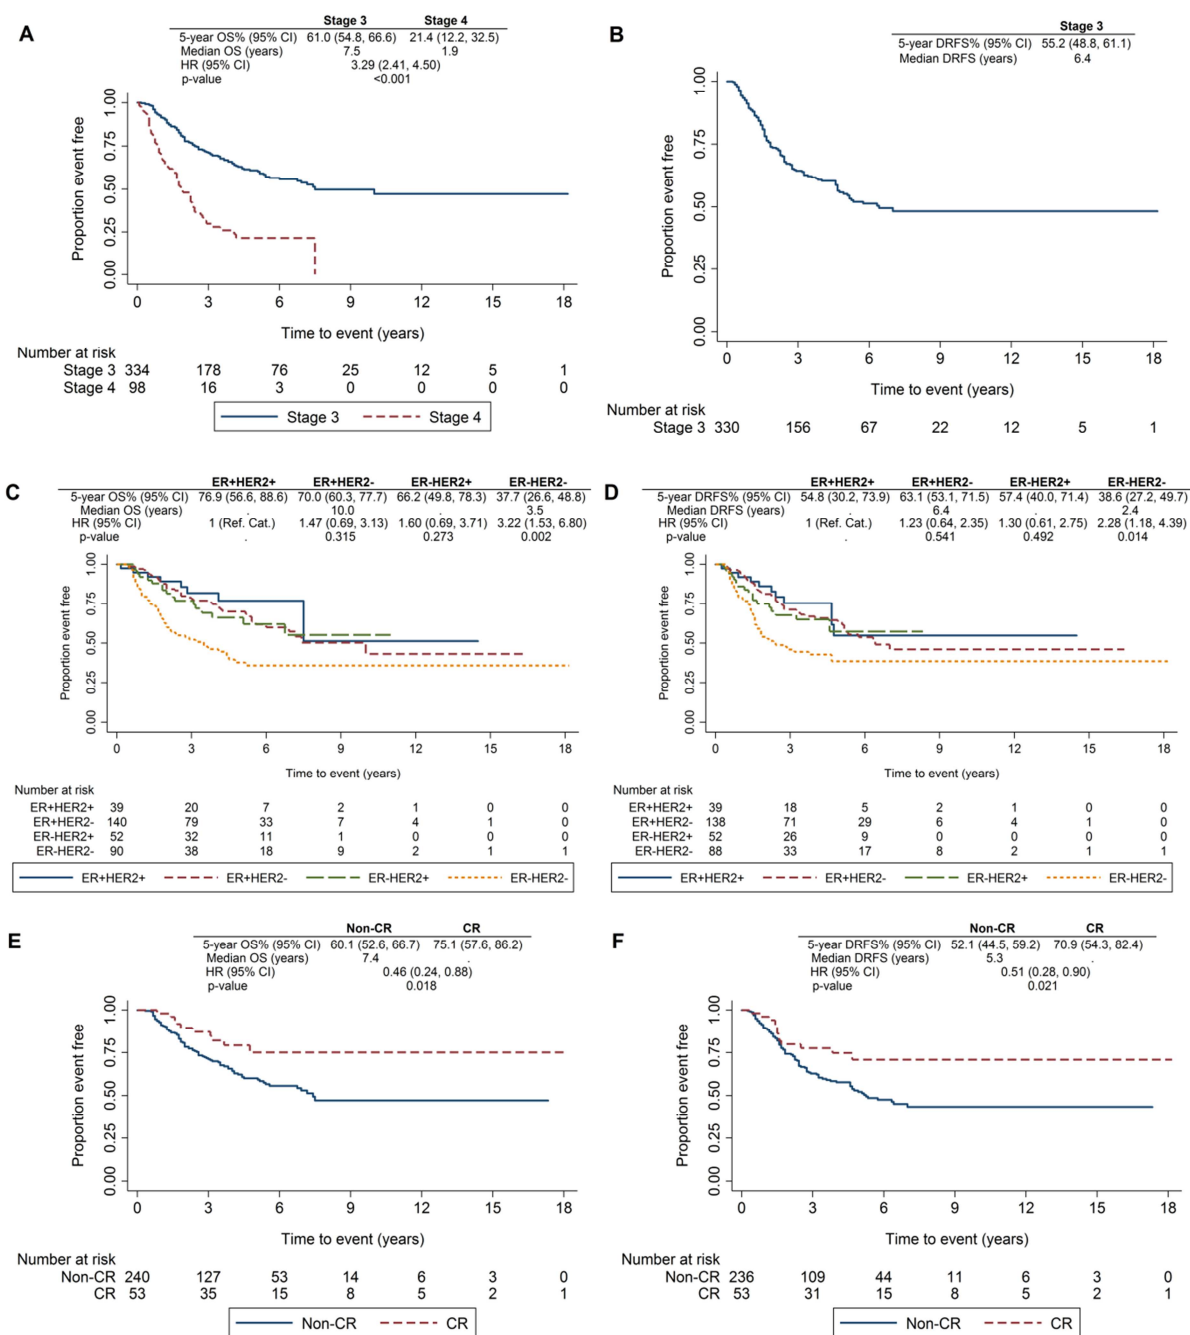 A
Stage 3 Stage 4
5-year OS% (95% CI) 61.0 (54.8, 66.6) 21.4 (12.2, 32.5)
Median OS (years) 7.5 1.9
HR (95% CI) 3.29 (2.41, 4.50)
p-value <0.001
Proportion event free
1.00
0.75
0.50
0.25
0.00
0 3 6 9 12 15 18
Time to event (years)
Number at risk
Stage 3 334 178 76 25 12 5 1
Stage 4 98 16 3 0 0 0 0
Stage 3 Stage 4
B
Stage 3
5-year DRFS% (95% CI) 55.2 (48.8, 61.1)
Median DRFS (years) 6.4
Proportion event free
1.00
0.75
0.50
0.25
0.00
0 3 6 9 12 15 18
Time to event (years)
Number at risk
Stage 3 330 156 67 22 12 5 1
C
ER+HER2+ ER+HER2- ER-HER2+ ER-HER2-
5-year OS% (95% CI) 76.9 (56.6, 88.6) 70.0 (60.3, 77.7) 66.2 (49.8, 78.3) 37.7 (26.6, 48.8)
Median OS (years) . 10.0 . 3.5
HR (95% CI) 1 (Ref. Cat.) 1.47 (0.69, 3.13) 1.60 (0.69, 3.71) 3.22 (1.53, 6.80)
p-value . 0.315 0.273 0.002
Proportion event free
1.00
0.75
0.50
0.25
0.00
0 3 6 9 12 15 18
Time to event (years)
Number at risk
ER+HER2+ 39 20 7 2 1 0 0
ER+HER2- 140 79 33 7 4 1 0
ER-HER2+ 52 32 11 1 0 0 0
ER-HER2- 90 38 18 9 2 1 1
ER+HER2+ ER+HER2- ER-HER2+ ER-HER2-
D
ER+HER2+ ER+HER2- ER-HER2+ ER-HER2-
5-year DRFS% (95% CI) 54.8 (30.2, 73.9) 63.1 (53.1, 71.5) 57.4 (40.0, 71.4) 38.6 (27.2, 49.7)
Median DRFS (years) . 6.4 . 2.4
HR (95% CI) 1 (Ref. Cat.) 1.23 (0.64, 2.35) 1.30 (0.61, 2.75) 2.28 (1.18, 4.39)
p-value . 0.541 0.492 0.014
Proportion event free
1.00
0.75
0.50
0.25
0.00
0 3 6 9 12 15 18
Time to event (years)
Number at risk
ER+HER2+ 39 18 5 2 1 0 0
ER+HER2- 138 71 29 6 4 1 0
ER-HER2+ 52 26 9 0 0 0 0
ER-HER2- 88 33 17 8 2 1 1
ER+HER2+ ER+HER2- ER-HER2+ ER-HER2-
E
Non-CR CR
5-year OS% (95% CI) 60.1 (52.6, 66.7) 75.1 (57.6, 86.2)
Median OS (years) 7.4 .
HR (95% CI) 0.46 (0.24, 0.88)
p-value 0.018
Proportion event free
1.00
0.75
0.50
0.25
0.00
0 3 6 9 12 15 18
Time to event (years)
Number at risk
Non-CR 240 127 53 14 6 3 0
CR 53 35 15 8 5 2 1
Non-CR CR
F
Non-CR CR
5-year DRFS% (95% CI) 52.1 (44.5, 59.2) 70.9 (54.3, 82.4)
Median DRFS (years) 5.3 .
HR (95% CI) 0.51 (0.28, 0.90)
p-value 0.021
Proportion event free
1.00
0.75
0.50
0.25
0.00
0 3 6 9 12 15 18
Time to event (years)
Number at risk
Non-CR 236 109 44 11 6 3 0
CR 53 31 15 8 5 2 1
Non-CR CR